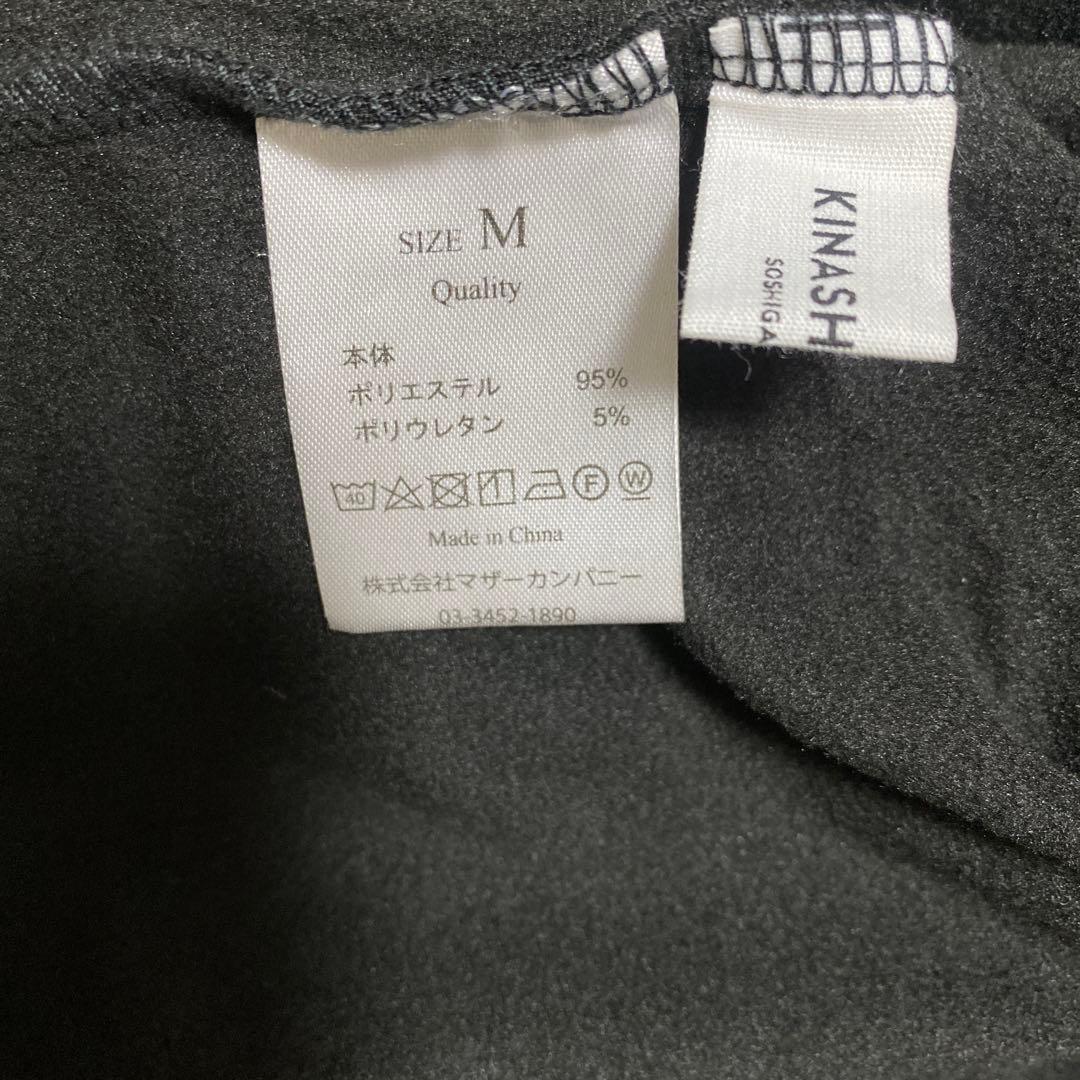 SIZE M
Quality
本体
ポリエステル 95%
ポリウレタン 5%
40 F W
Made in China
株式会社マザーカンパニー
03-3452-1890
KINASH
SOSHIGA